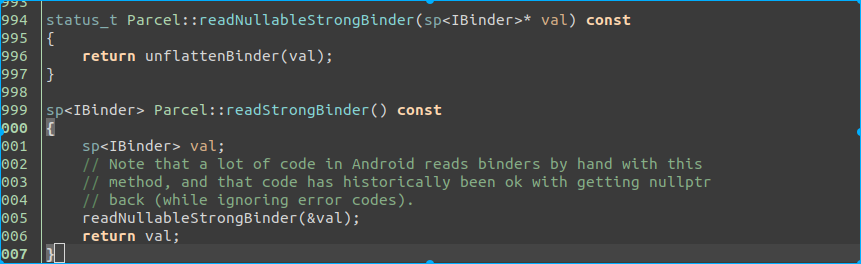 993
994 status_t Parcel::readNullableStrongBinder(sp<IBinder>* val) const
995 {
996     return unflattenBinder(val);
997 }
998
999 sp<IBinder> Parcel::readStrongBinder() const
000 {
001     sp<IBinder> val;
002     // Note that a lot of code in Android reads binders by hand with this
003     // method, and that code has historically been ok with getting nullptr
004     // back (while ignoring error codes).
005     readNullableStrongBinder(&val);
006     return val;
007 }